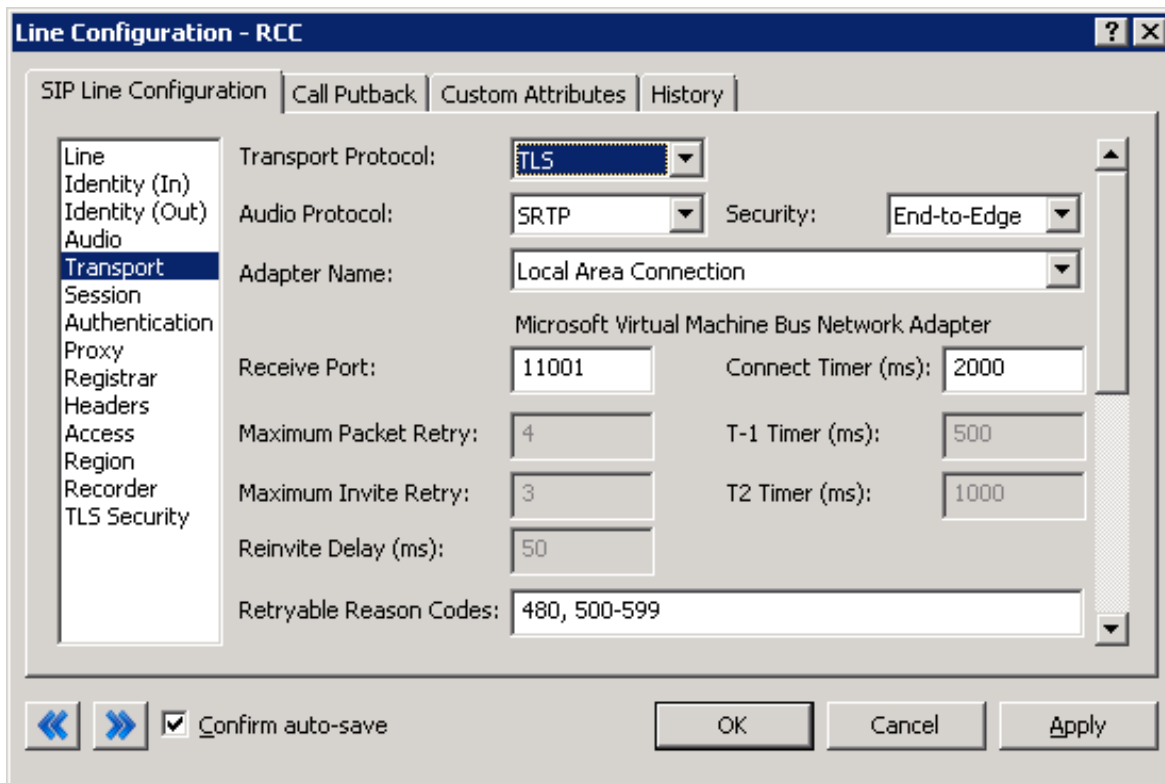 Line Configuration - RCC
SIP Line Configuration
Call Putback
Custom Attributes
History
Line
Identity (In)
Identity (Out)
Audio
Transport
Session
Authentication
Proxy
Registrar
Headers
Access
Region
Recorder
TLS Security
Transport Protocol: TLS
Audio Protocol: SRTP Security: End-to-Edge
Adapter Name: Local Area Connection
Microsoft Virtual Machine Bus Network Adapter
Receive Port: 11001 Connect Timer (ms): 2000
Maximum Packet Retry: 4 T-1 Timer (ms): 500
Maximum Invite Retry: 3 T2 Timer (ms): 1000
Reinvite Delay (ms): 50
Retryable Reason Codes: 480, 500-599
Confirm auto-save
OK
Cancel
Apply